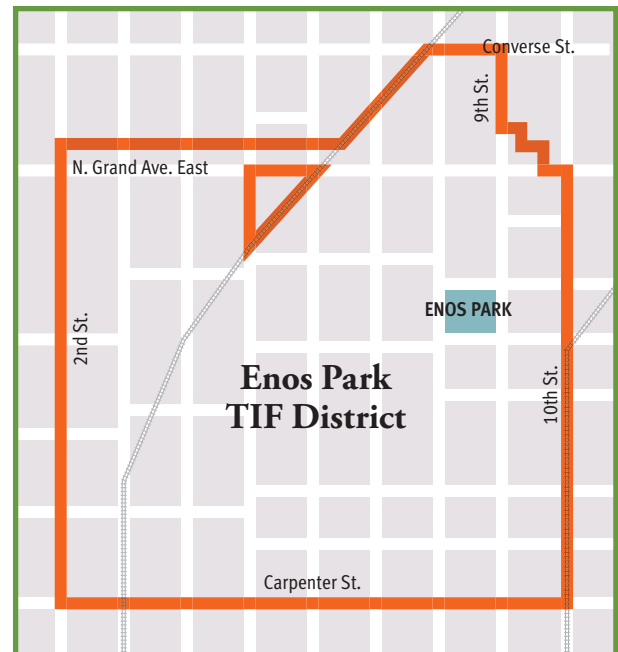 Converse St.
9th St.
N. Grand Ave. East
ENOS PARK
2nd St.
Enos Park
TIF District
10th St.
Carpenter St.